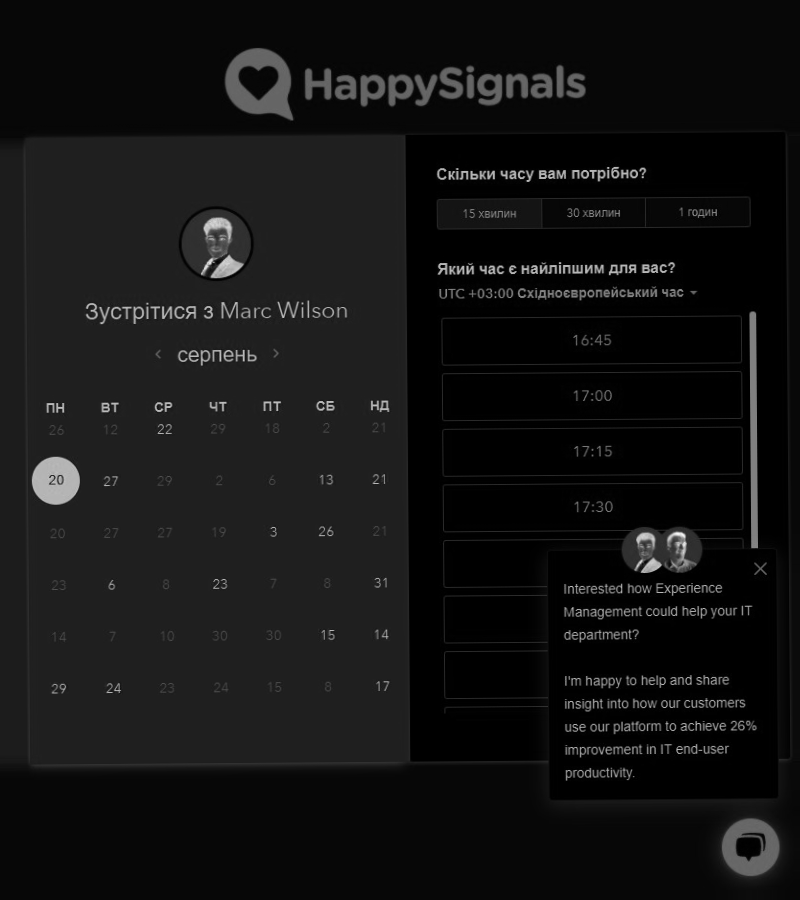 HappySignals
Зустрітися з Marc Wilson
серпень
ПН ВТ СР ЧТ ПТ СБ НД
26 12 22 29 18 2 21
20 27 29 2 6 13 21
20 27 27 19 3 26 21
23 6 8 23 7 8 31
14 7 10 30 30 15 14
29 24 23 24 15 8 17
Скільки часу вам потрібно?
15 хвилин 30 хвилин 1 годин
Який час є найліпшим для вас?
UTC +03:00 Східноєвропейський час
16:45
17:00
17:15
17:30
Interested how Experience
Management could help your IT
department?
I'm happy to help and share
insight into how our customers
use our platform to achieve 26%
improvement in IT end-user
productivity.